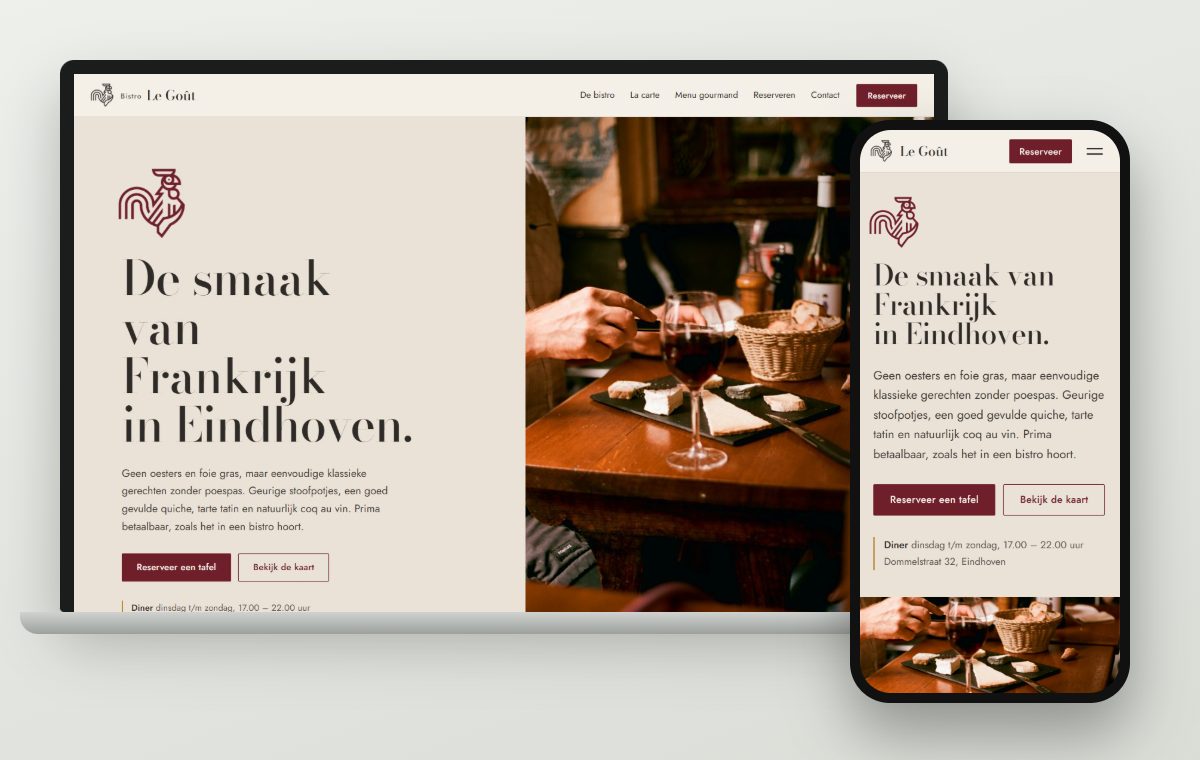 Bistro Le Goût
De bistro La carte Menu gourmand Reserveren Contact Reserveer
De smaak
van
Frankrijk
in Eindhoven.
Geen oesters en foie gras, maar eenvoudige klassieke
gerechten zonder poespas. Geurige stoofpotjes, een goed
gevulde quiche, tarte tatin en natuurlijk coq au vin. Prima
betaalbaar, zoals het in een bistro hoort.
Reserveer een tafel Bekijk de kaart
Diner dinsdag t/m zondag, 17.00 – 22.00 uur
Le Goût Reserveer
De smaak van
Frankrijk
in Eindhoven.
Geen oesters en foie gras, maar eenvoudige
klassieke gerechten zonder poespas. Geurige
stoofpotjes, een goed gevulde quiche, tarte
tatin en natuurlijk coq au vin. Prima
betaalbaar, zoals het in een bistro hoort.
Reserveer een tafel Bekijk de kaart
Diner dinsdag t/m zondag, 17.00 – 22.00 uur
Dommelstraat 32, Eindhoven